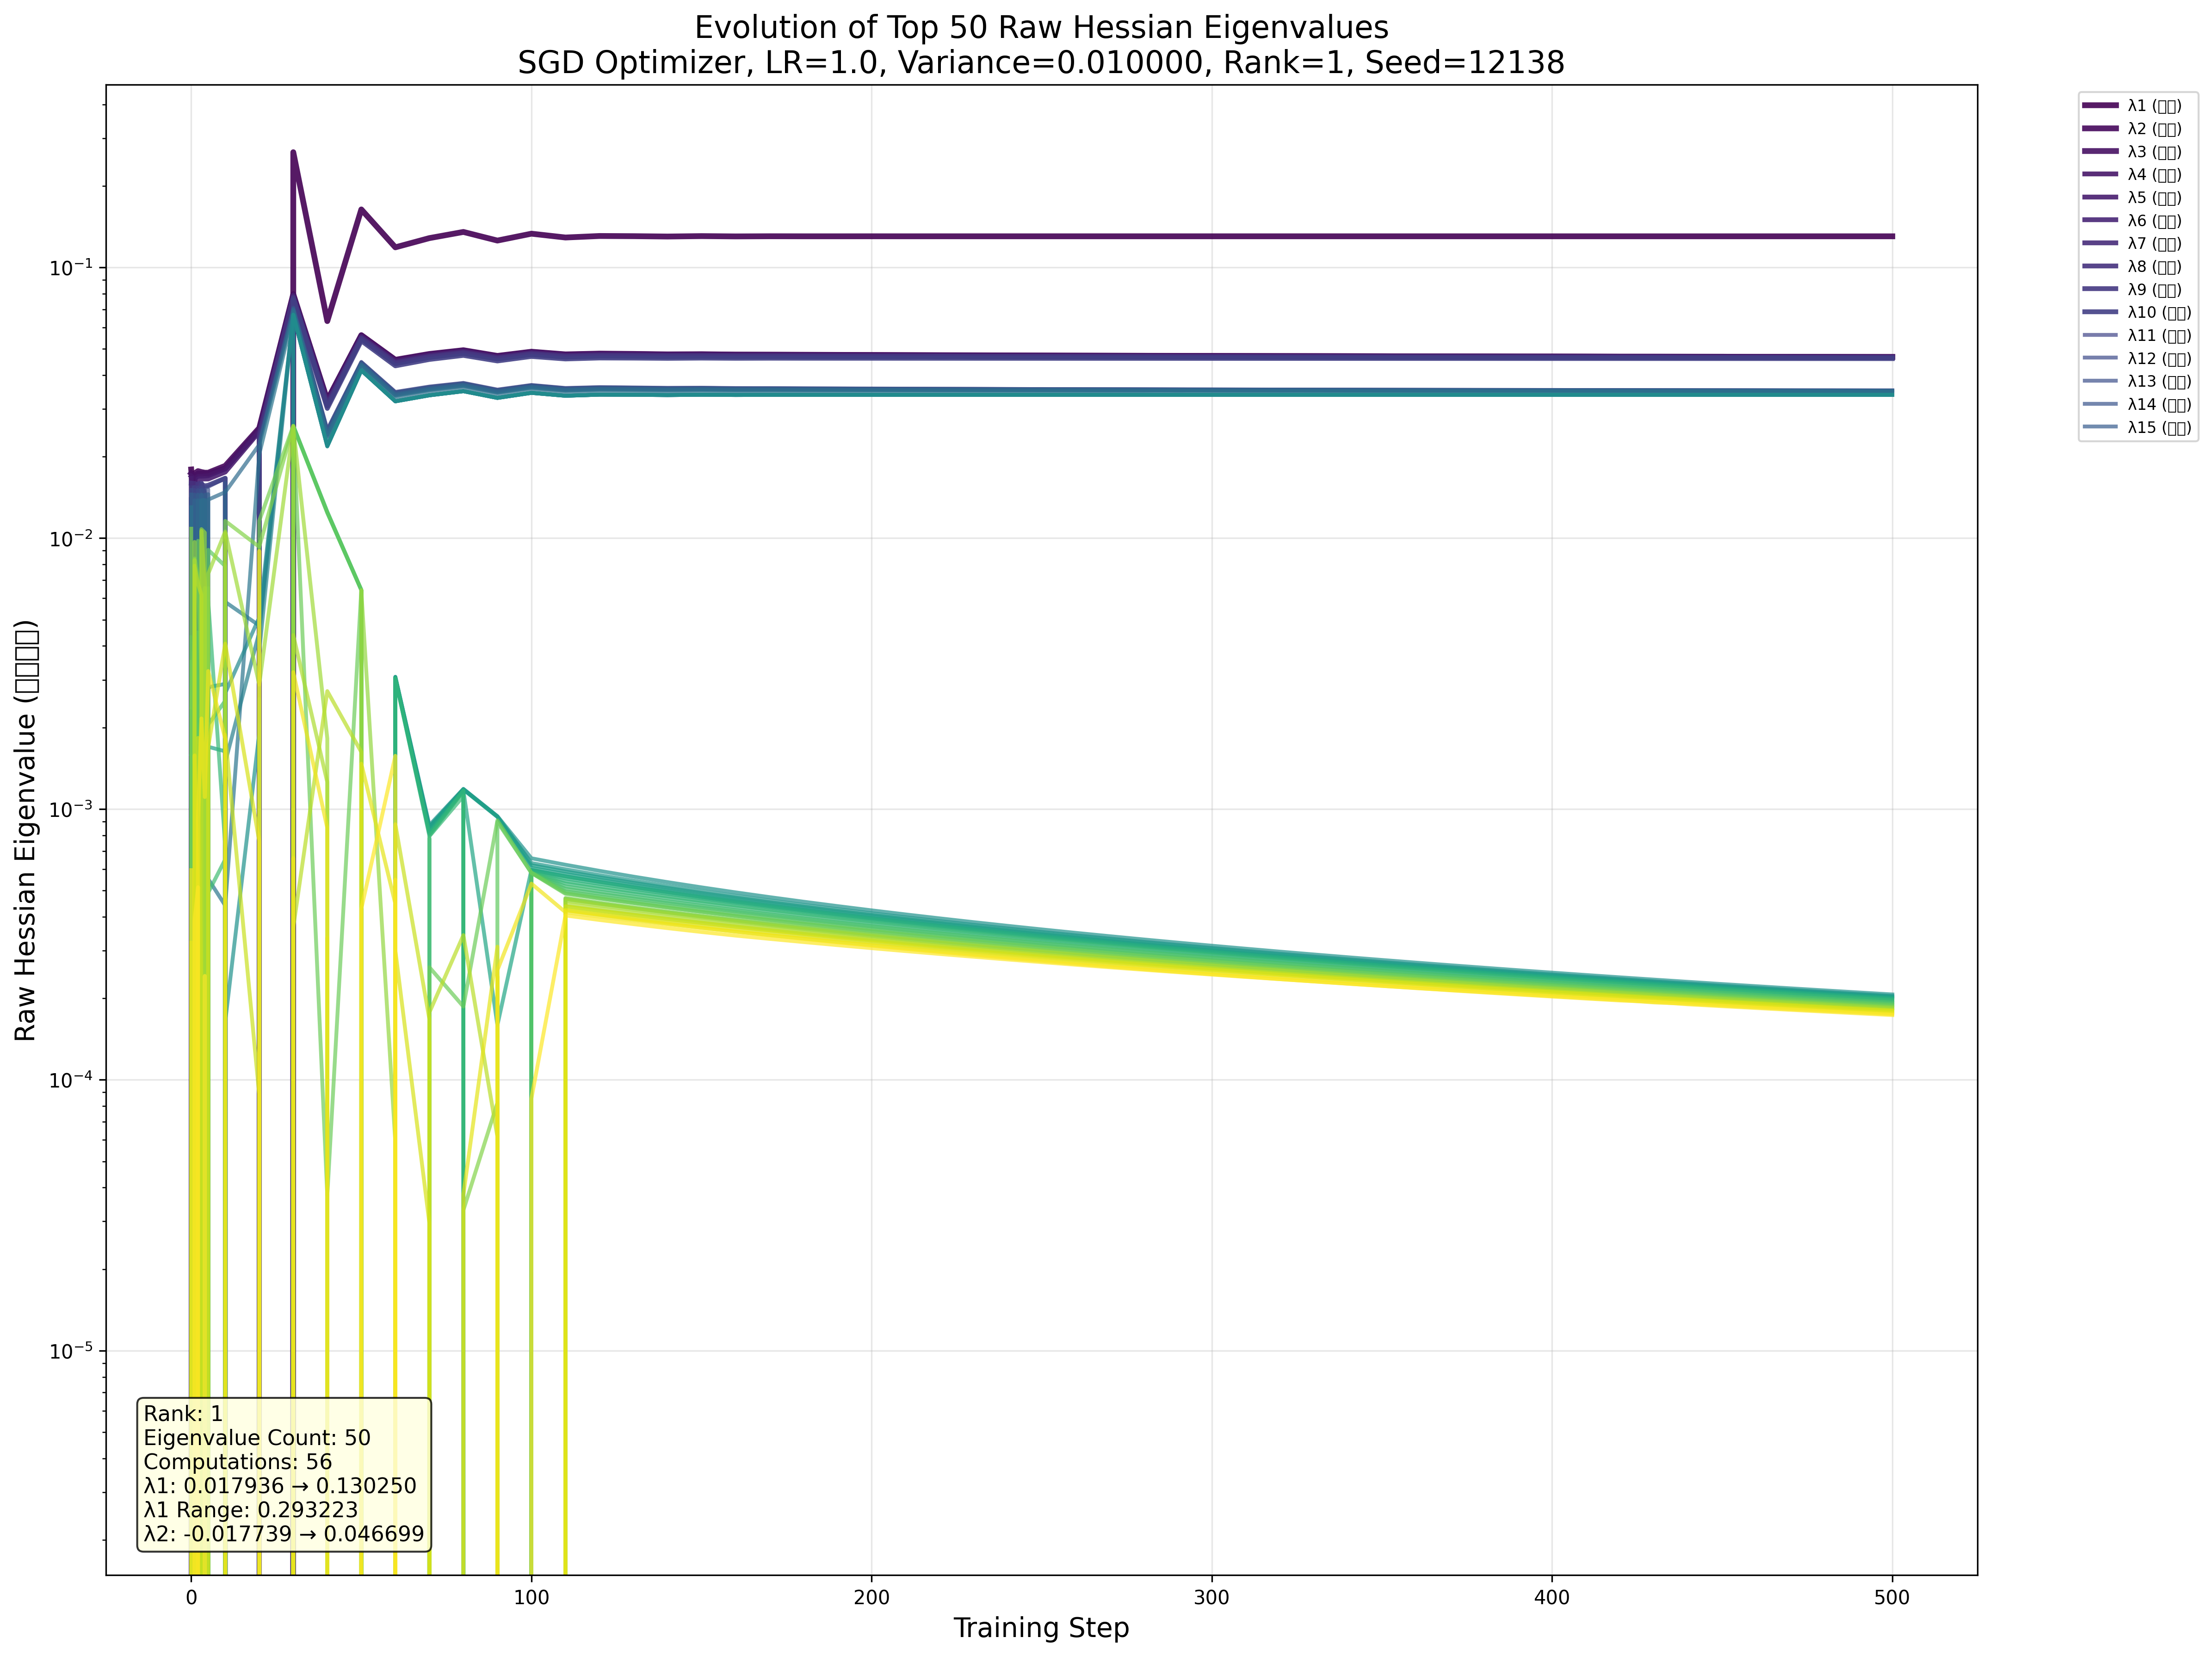 Evolution of Top 50 Raw Hessian Eigenvalues
SGD Optimizer, LR=1.0, Variance=0.010000, Rank=1, Seed=12138
λ1 (□□)
λ2 (□□)
λ3 (□□)
λ4 (□□)
λ5 (□□)
λ6 (□□)
λ7 (□□)
λ8 (□□)
λ9 (□□)
λ10 (□□)
λ11 (□□)
λ12 (□□)
λ13 (□□)
λ14 (□□)
λ15 (□□)
Raw Hessian Eigenvalue (□□□□)
10⁻¹
10⁻²
10⁻³
10⁻⁴
10⁻⁵
Rank: 1
Eigenvalue Count: 50
Computations: 56
λ1: 0.017936 → 0.130250
λ1 Range: 0.293223
λ2: -0.017739 → 0.046699
0 100 200 300 400 500
Training Step